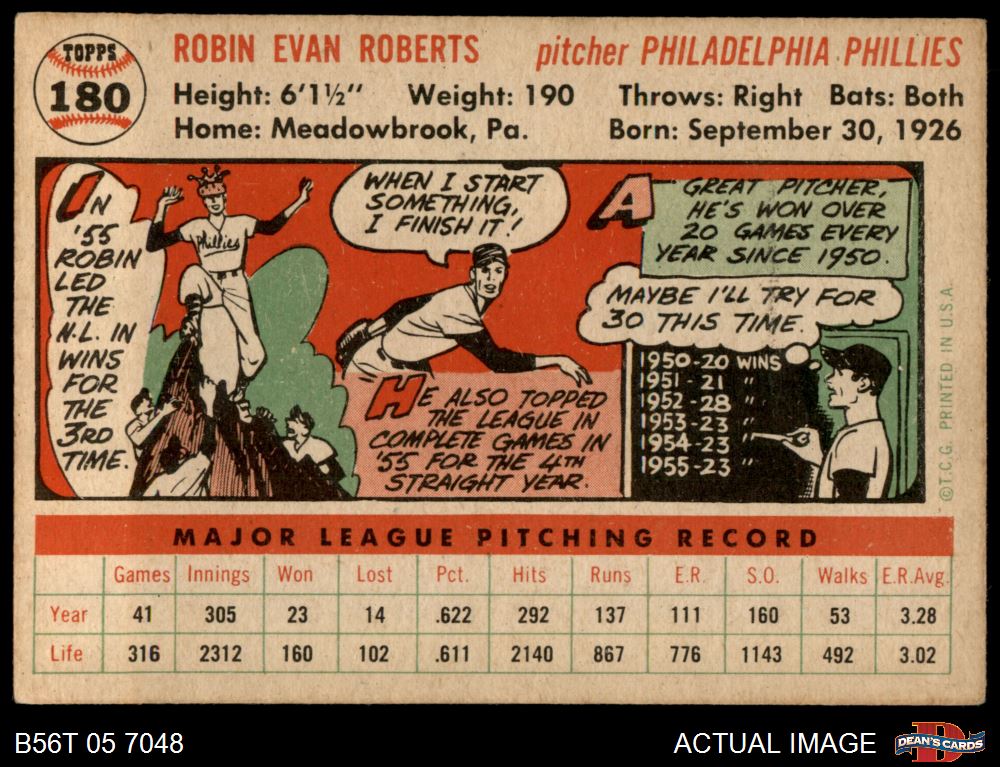 TOPPS
180
ROBIN EVAN ROBERTS pitcher PHILADELPHIA PHILLIES
Height: 6'1½" Weight: 190 Throws: Right Bats: Both
Home: Meadowbrook, Pa. Born: September 30, 1926
IN
'55
ROBIN
LED
THE
N.L. IN
WINS
FOR
THE
3RD
TIME.
Phillies
WHEN I START
SOMETHING,
I FINISH IT!
HE ALSO TOPPED
THE LEAGUE IN
COMPLETE GAMES IN
'55 FOR THE 4TH
STRAIGHT YEAR.
A GREAT PITCHER,
HE'S WON OVER
20 GAMES EVERY
YEAR SINCE 1950.
MAYBE I'LL TRY FOR
30 THIS TIME.
1950-20 WINS
1951-21 "
1952-28 "
1953-23 "
1954-23 "
1955-23 "
©T.C.G. PRINTED IN U.S.A.
MAJOR LEAGUE PITCHING RECORD
Games Innings Won Lost Pct. Hits Runs E.R. S.O. Walks E.R.Avg.
Year 41 305 23 14 .622 292 137 111 160 53 3.28
Life 316 2312 160 102 .611 2140 867 776 1143 492 3.02
B56T 05 7048 ACTUAL IMAGE DEAN'S CARDS